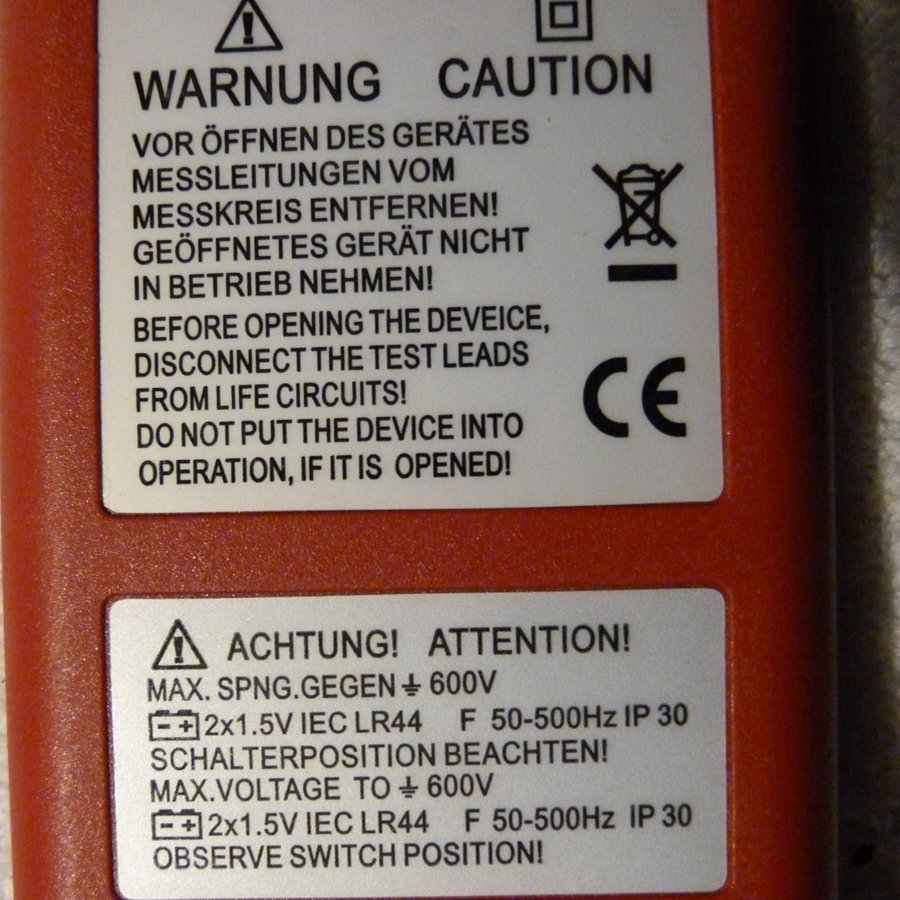 WARNUNG CAUTION
VOR ÖFFNEN DES GERÄTES
MESSLEITUNGEN VOM
MESSKREIS ENTFERNEN!
GEÖFFNETES GERÄT NICHT
IN BETRIEB NEHMEN!
BEFORE OPENING THE DEVEICE,
DISCONNECT THE TEST LEADS
FROM LIFE CIRCUITS!
DO NOT PUT THE DEVICE INTO
OPERATION, IF IT IS OPENED!
CE
ACHTUNG! ATTENTION!
MAX. SPNG.GEGEN ⏚ 600V
2x1.5V IEC LR44 F 50-500Hz IP 30
SCHALTERPOSITION BEACHTEN!
MAX.VOLTAGE TO ⏚ 600V
2x1.5V IEC LR44 F 50-500Hz IP 30
OBSERVE SWITCH POSITION!